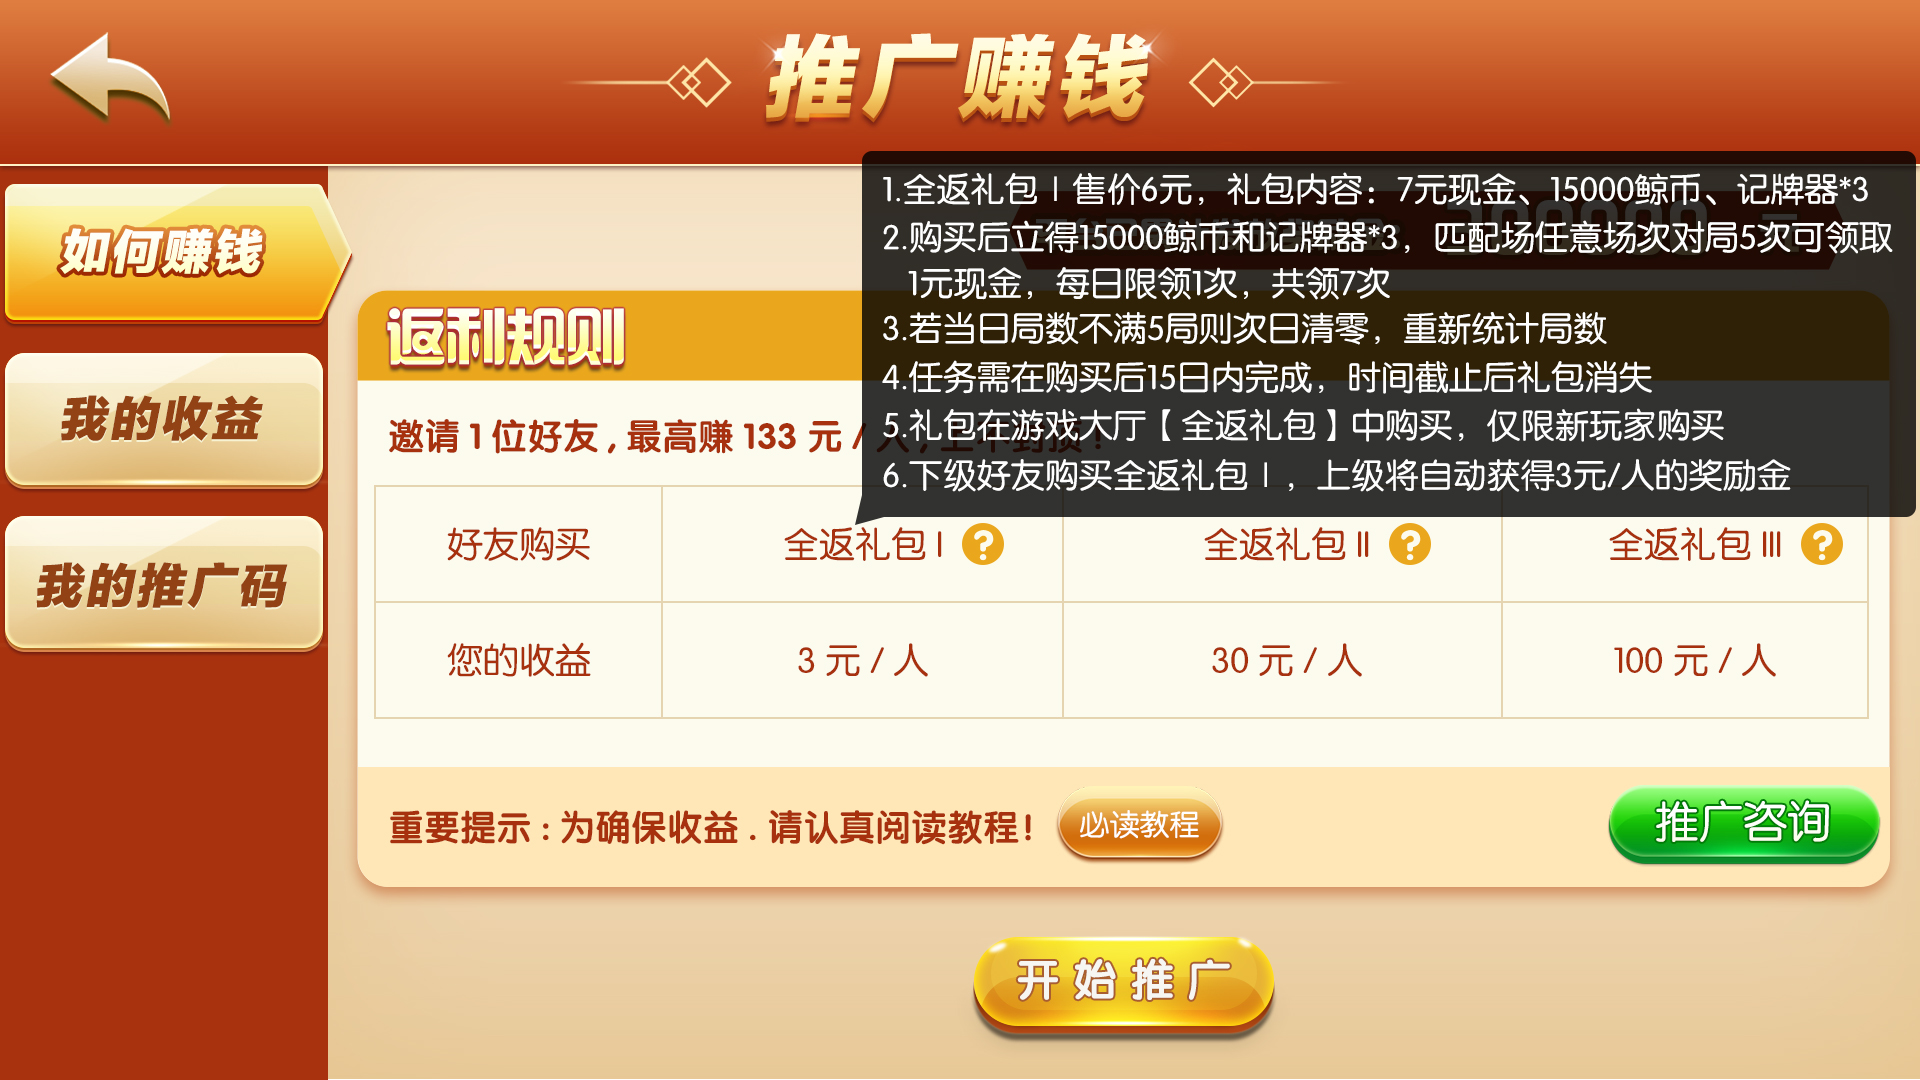 推广赚钱
如何赚钱
我的收益
我的推广码
1.全返礼包 I 售价6元，礼包内容：7元现金、15000鲸币、记牌器*3
2.购买后立得15000鲸币和记牌器*3，匹配场任意场次对局5次可领取
1元现金，每日限领1次，共领7次
3.若当日局数不满5局则次日清零，重新统计局数
4.任务需在购买后15日内完成，时间截止后礼包消失
5.礼包在游戏大厅【全返礼包】中购买，仅限新玩家购买
6.下级好友购买全返礼包 I ，上级将自动获得3元/人的奖励金
返利规则
邀请1位好友，最高赚 133 元 / 人，上不封顶！
好友购买 全返礼包 I ? 全返礼包 II ? 全返礼包 III ?
您的收益 3 元 / 人 30 元 / 人 100 元 / 人
重要提示 : 为确保收益 . 请认真阅读教程！ 必读教程 推广咨询
开始推广